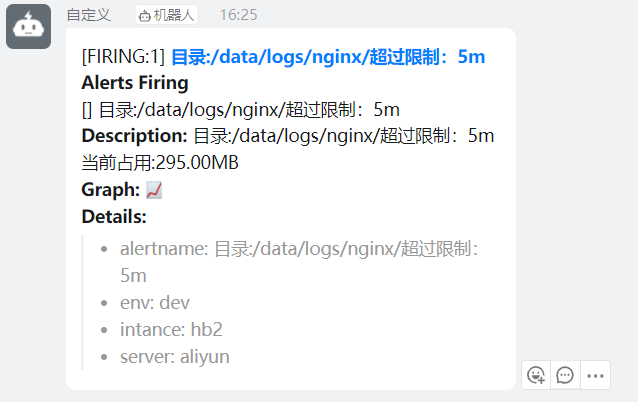 自定义 机器人 16:25
[FIRING:1] 目录:/data/logs/nginx/超过限制：5m
Alerts Firing
[] 目录:/data/logs/nginx/超过限制：5m
Description: 目录:/data/logs/nginx/超过限制：5m
当前占用:295.00MB
Graph: 📈
Details:
• alertname: 目录:/data/logs/nginx/超过限制：
5m
• env: dev
• intance: hb2
• server: aliyun